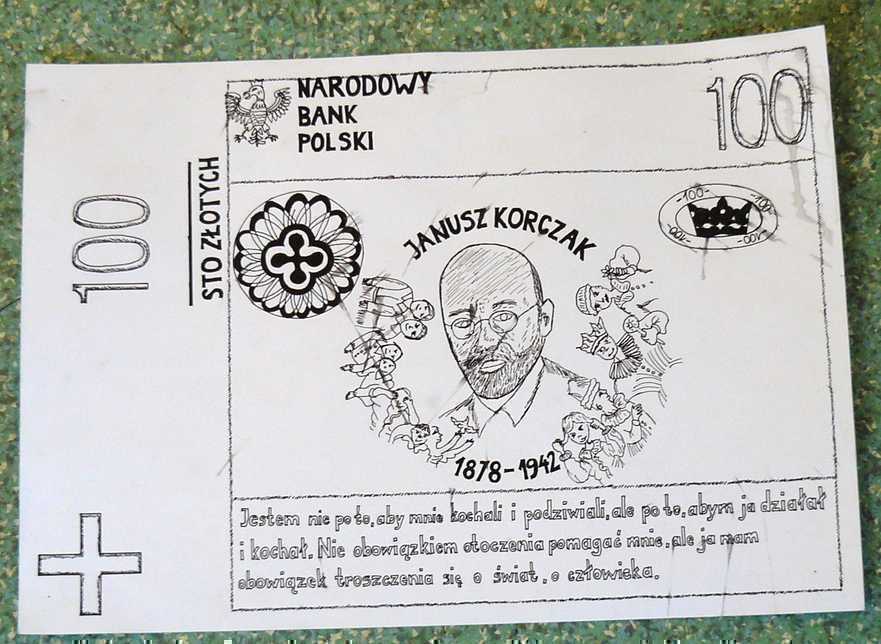 NARODOWY
BANK
POLSKI
100
100
STO ZŁOTYCH
-100-
-100-
-100-
-100-
JANUSZ KORCZAK
1878-1942
Jestem nie po to, aby mnie kochali i podziwiali, ale po to, abym ja działał
i kochał. Nie obowiązkiem otoczenia pomagać mnie, ale ja mam
obowiązek troszczenia się o świat, o człowieka.